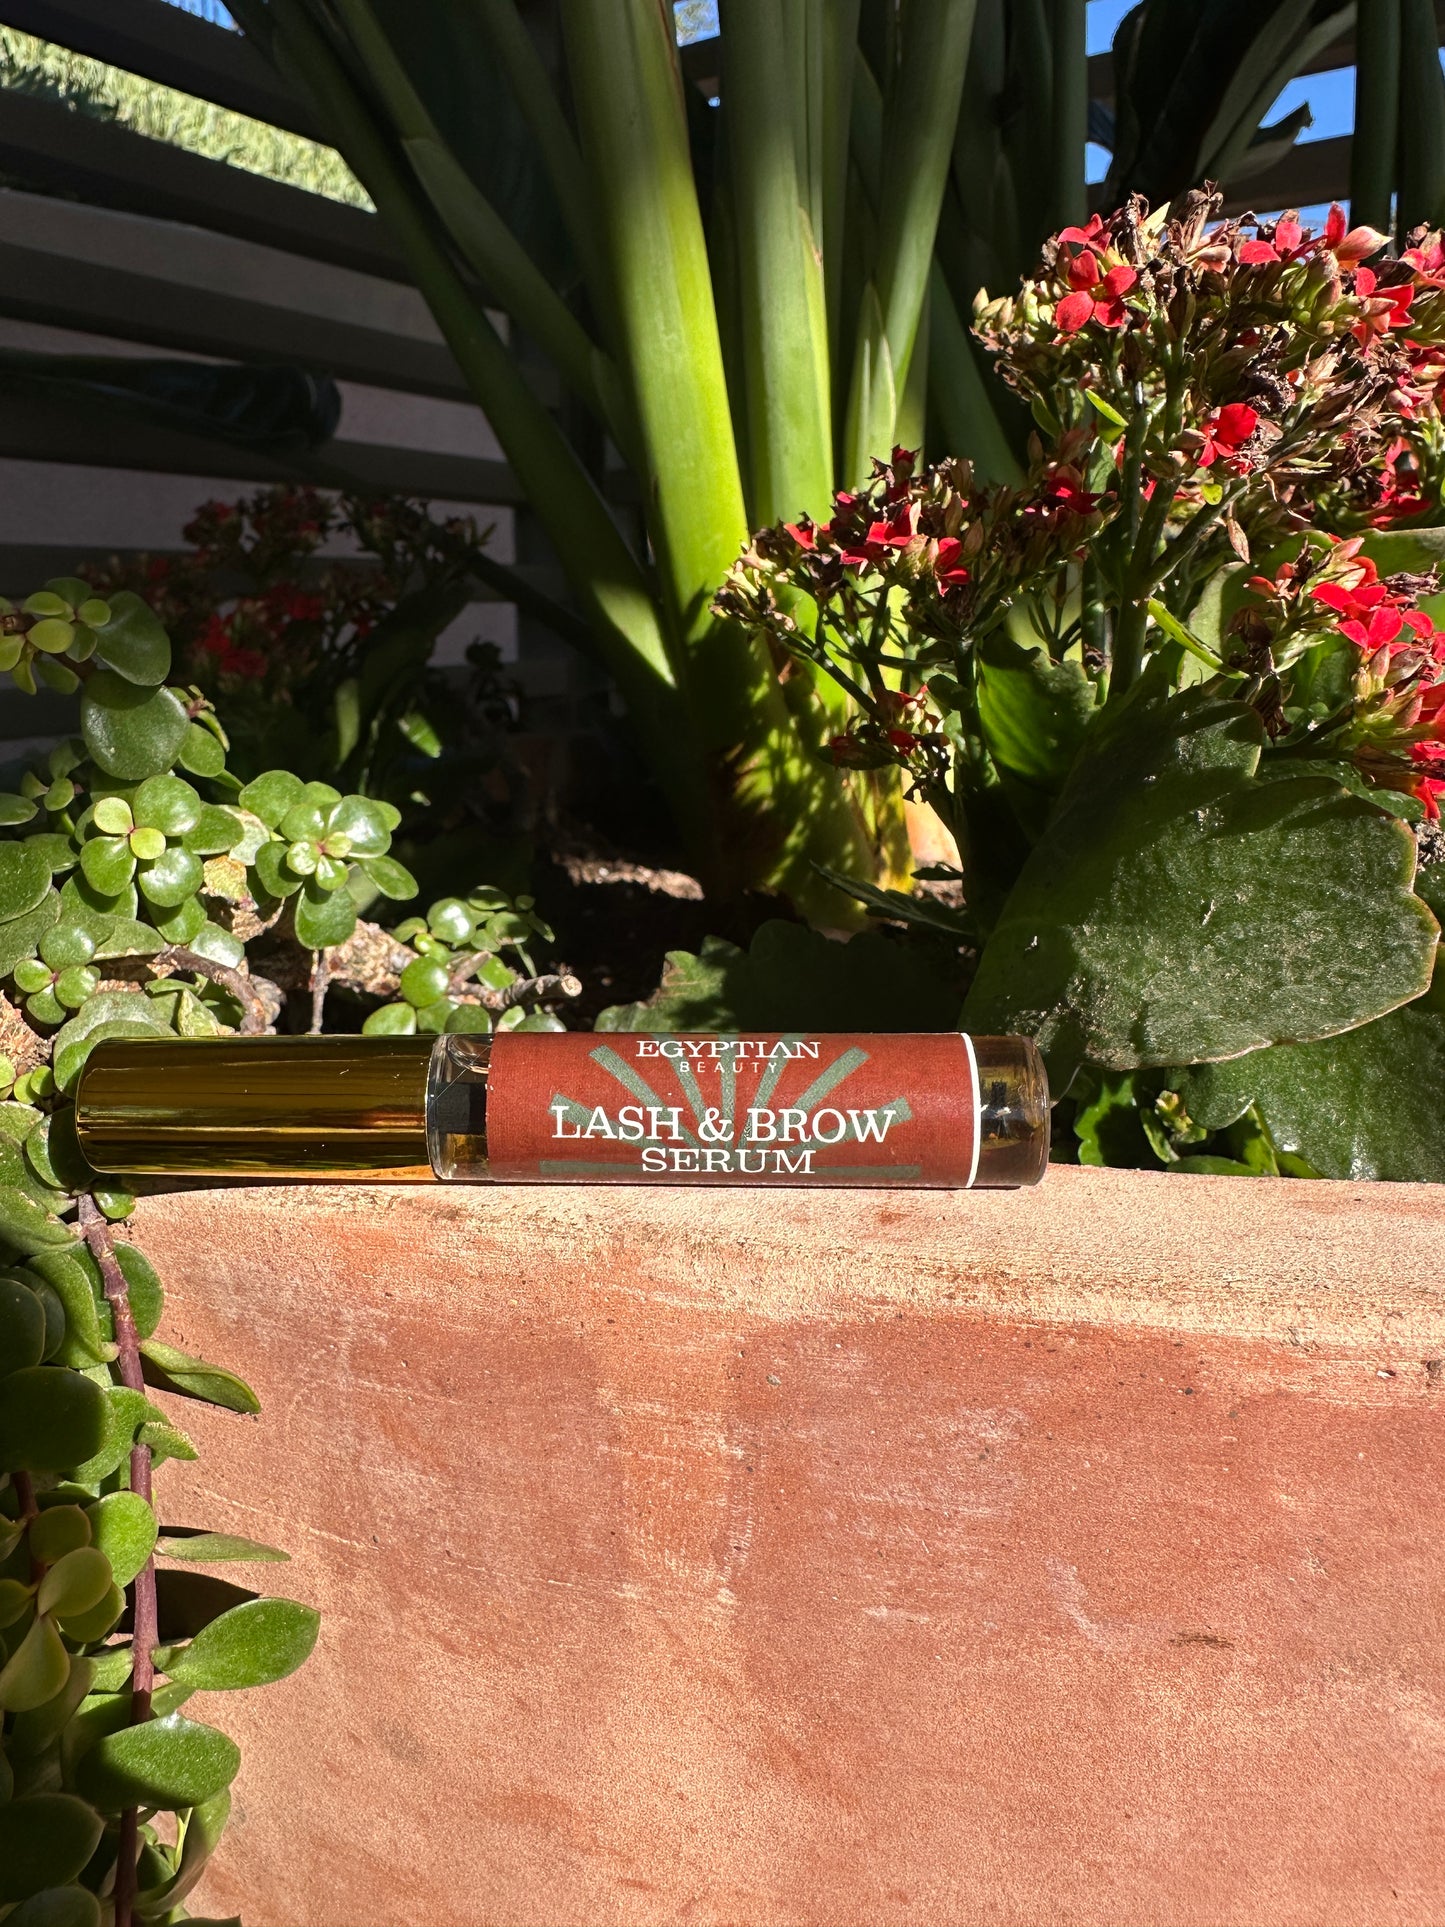 EGYPTIAN
BEAUTY
LASH & BROW
SERUM